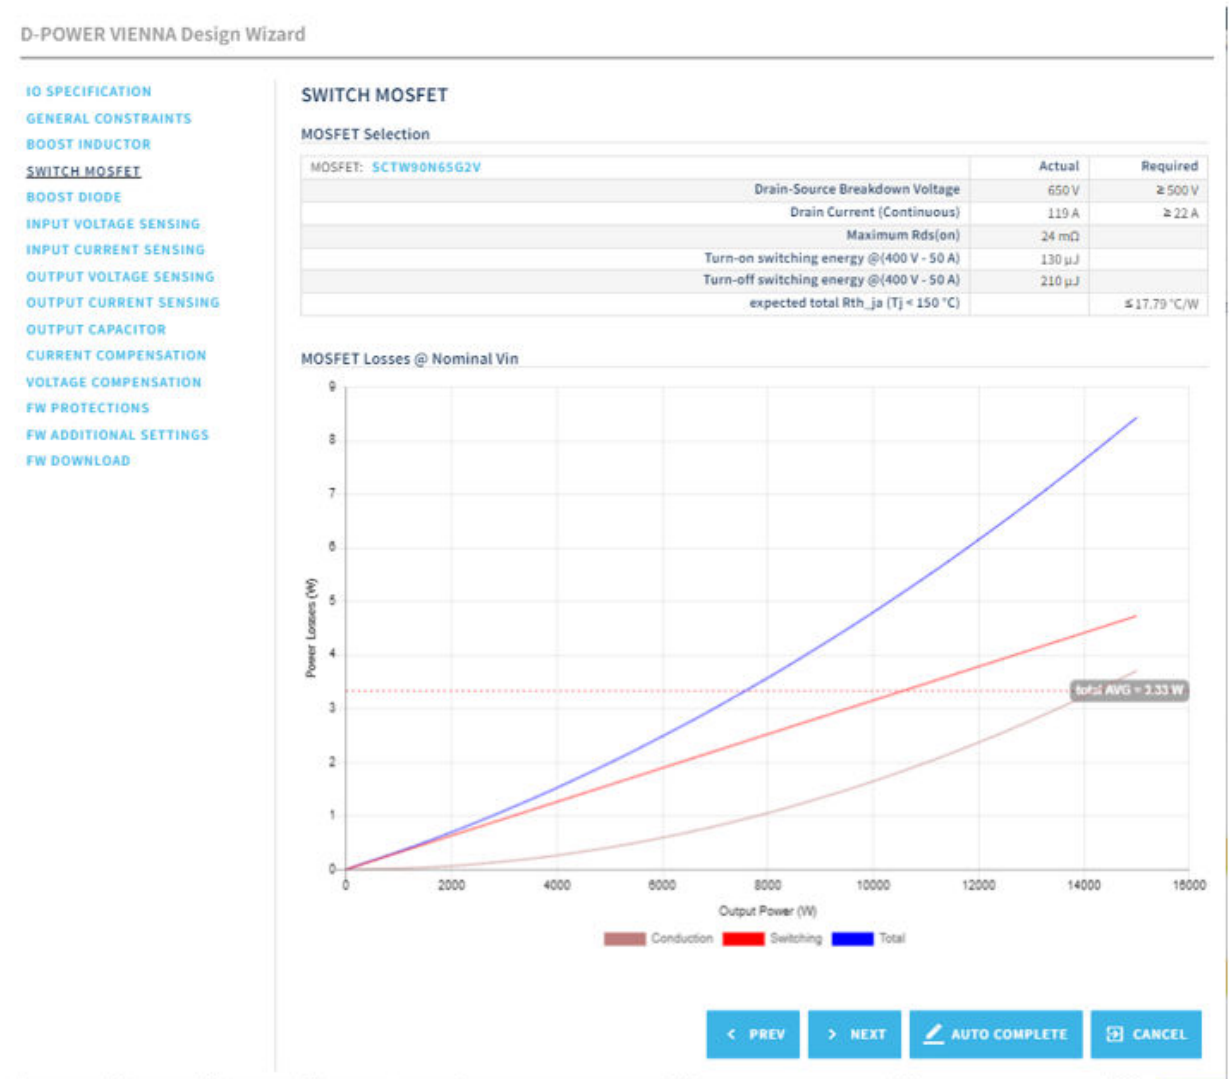 D-POWER VIENNA Design Wizard
IO SPECIFICATION
GENERAL CONSTRAINTS
BOOST INDUCTOR
SWITCH MOSFET
BOOST DIODE
INPUT VOLTAGE SENSING
INPUT CURRENT SENSING
OUTPUT VOLTAGE SENSING
OUTPUT CURRENT SENSING
OUTPUT CAPACITOR
CURRENT COMPENSATION
VOLTAGE COMPENSATION
FW PROTECTIONS
FW ADDITIONAL SETTINGS
FW DOWNLOAD
SWITCH MOSFET
MOSFET Selection
MOSFET: SCTW90N65G2V Actual Required
Drain-Source Breakdown Voltage 650 V ≥ 500 V
Drain Current (Continuous) 119 A ≥ 22 A
Maximum Rds(on) 24 mΩ
Turn-on switching energy @(400 V - 50 A) 130 µJ
Turn-off switching energy @(400 V - 50 A) 210 µJ
expected total Rth_ja (Tj < 150 °C) ≤ 17.79 °C/W
MOSFET Losses @ Nominal Vin
9
8
7
6
5
4
3
2
1
0
Power Losses (W)
total AVG = 3.33 W
0 2000 4000 6000 8000 10000 12000 14000 16000
Output Power (W)
Conduction Switching Total
< PREV > NEXT AUTO COMPLETE CANCEL